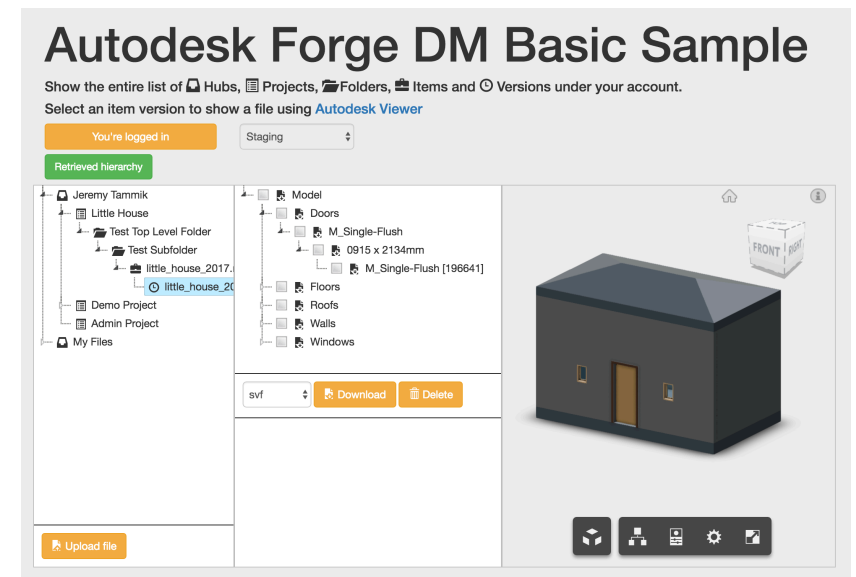 Autodesk Forge DM Basic Sample
Show the entire list of Hubs, Projects, Folders, Items and Versions under your account.
Select an item version to show a file using Autodesk Viewer
You're logged in
Staging
Retrieved hierarchy
Jeremy Tammik
Little House
Test Top Level Folder
Test Subfolder
little_house_2017.
little_house_20
Demo Project
Admin Project
My Files
Upload file
Model
Doors
M_Single-Flush
0915 x 2134mm
M_Single-Flush [196641]
Floors
Roofs
Walls
Windows
svf
Download
Delete
FRONT
RIGHT